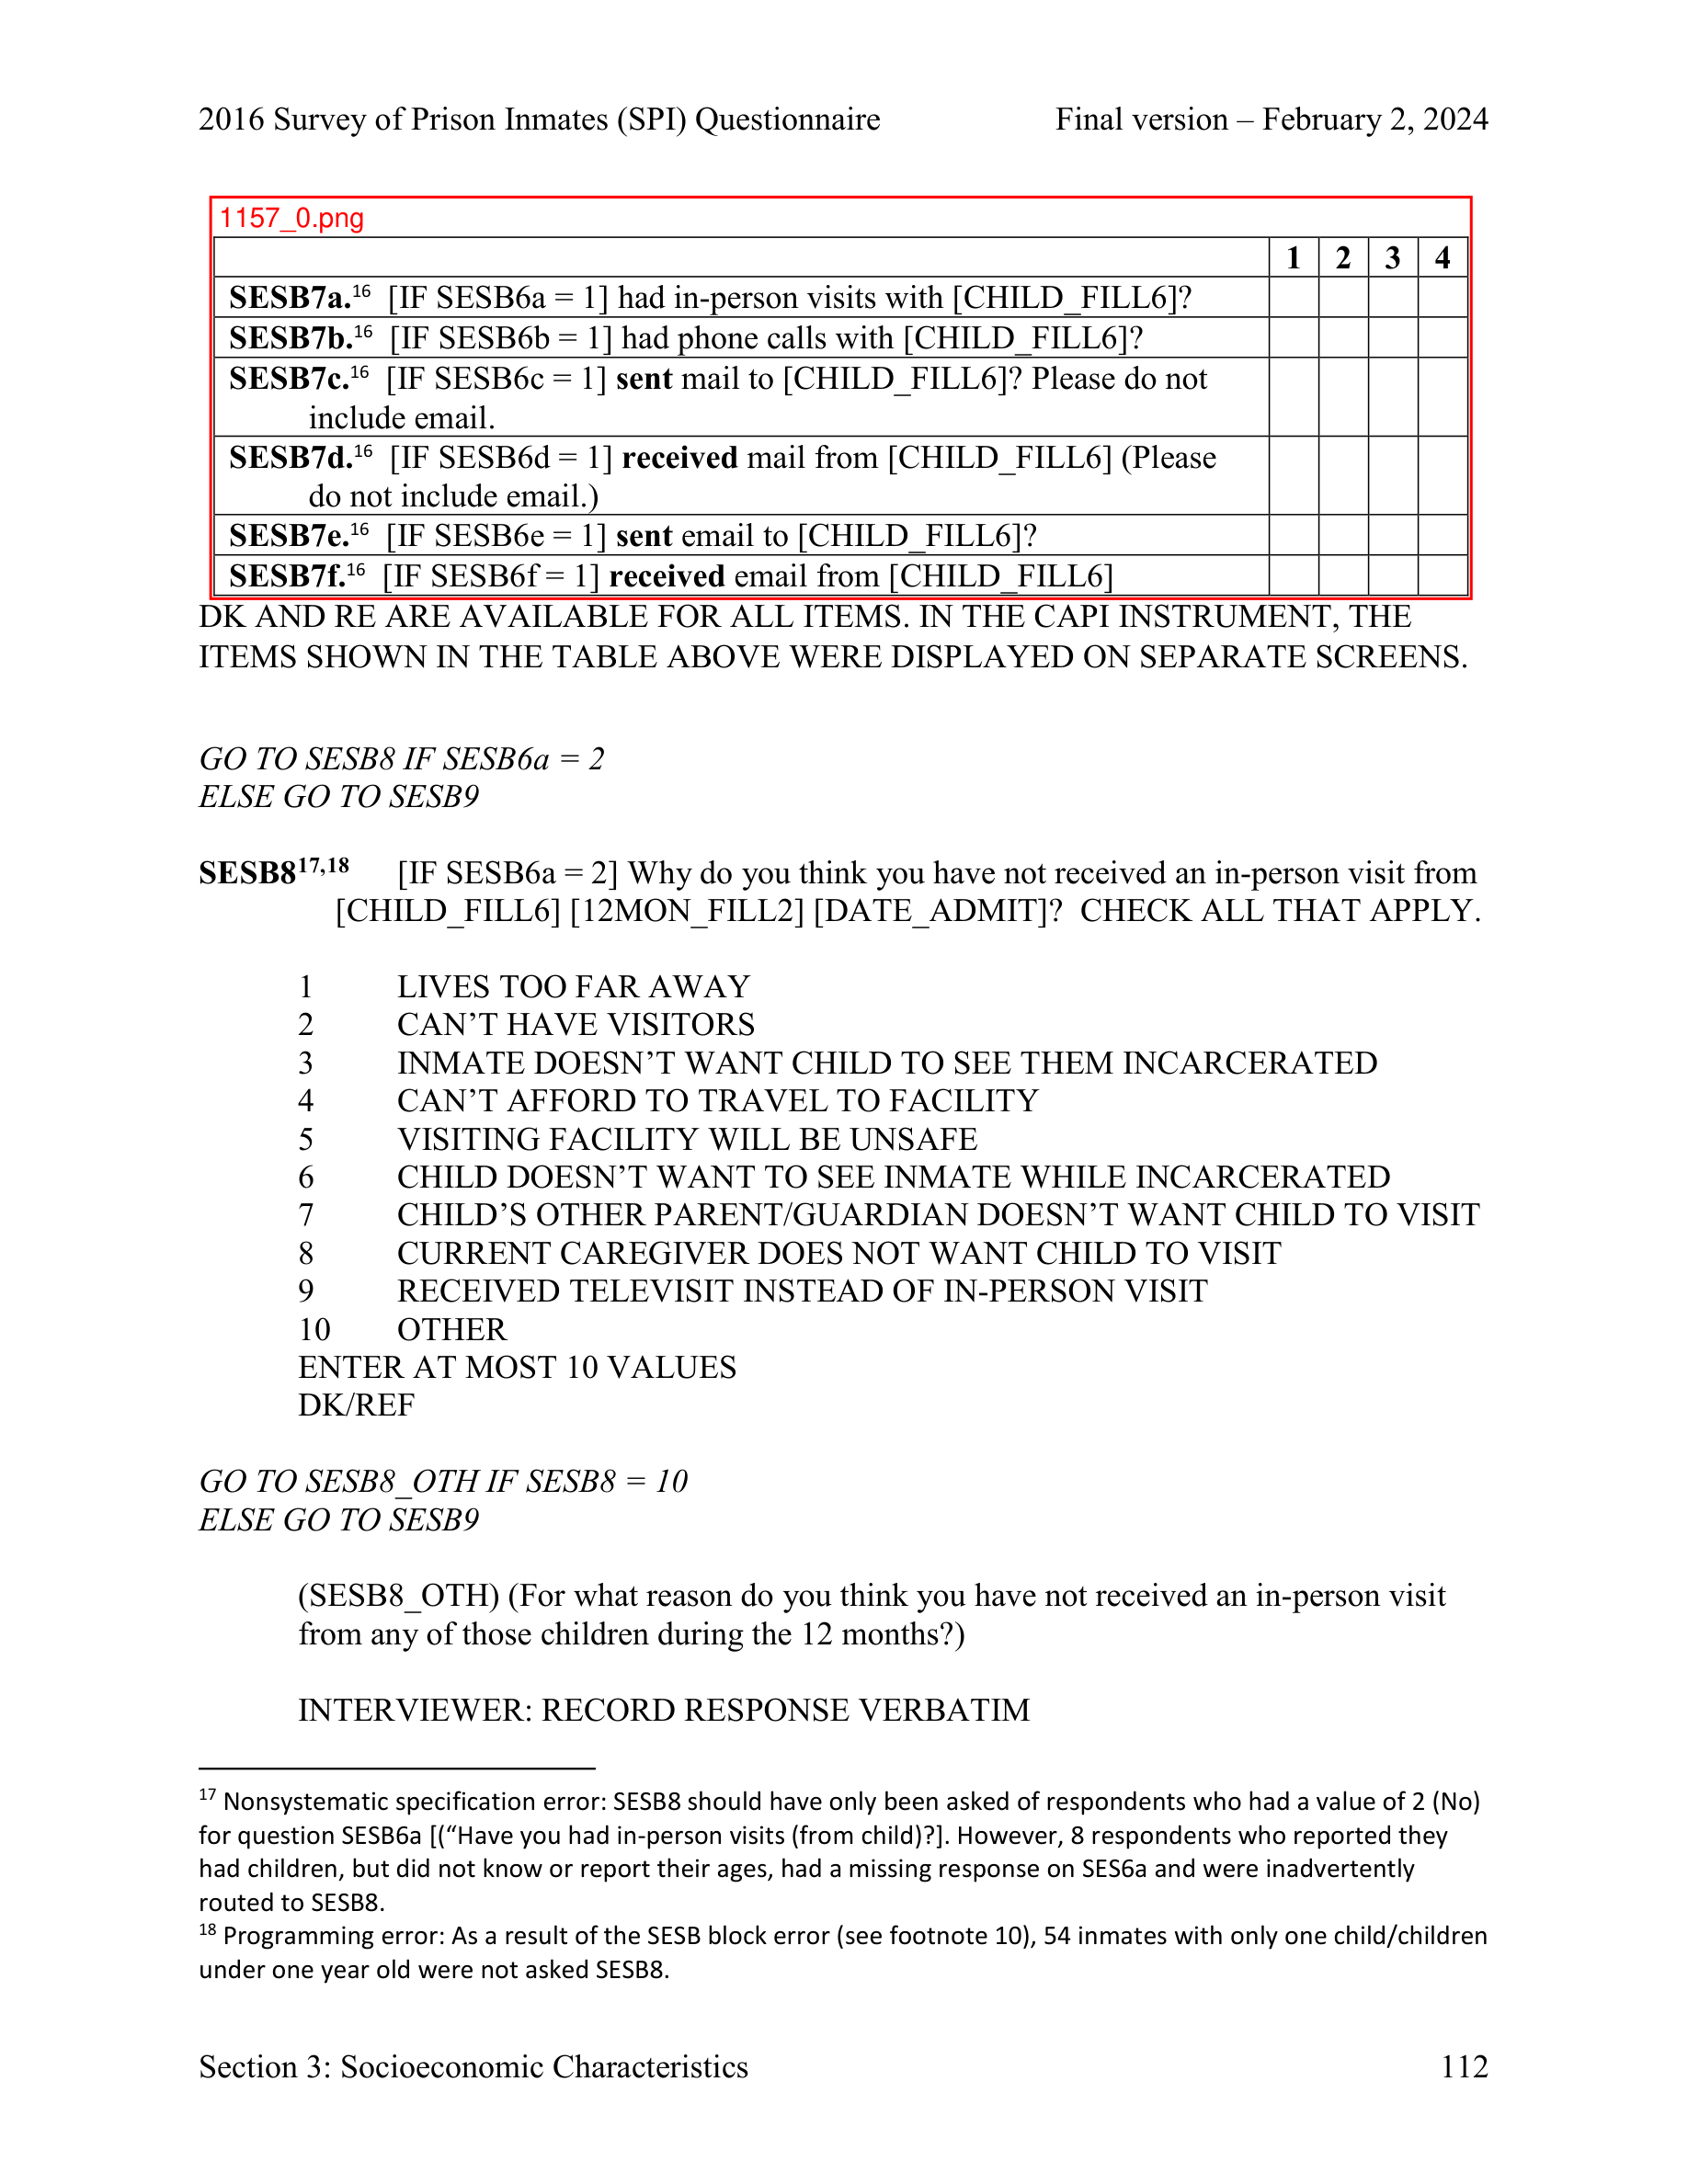 2016 Survey of Prison Inmates (SPI) Questionnaire Final version – February 2, 2024
1157_0.png
1 2 3 4
SESB7a.16 [IF SESB6a = 1] had in-person visits with [CHILD_FILL6]?
SESB7b.16 [IF SESB6b = 1] had phone calls with [CHILD_FILL6]?
SESB7c.16 [IF SESB6c = 1] sent mail to [CHILD_FILL6]? Please do not
include email.
SESB7d.16 [IF SESB6d = 1] received mail from [CHILD_FILL6] (Please
do not include email.)
SESB7e.16 [IF SESB6e = 1] sent email to [CHILD_FILL6]?
SESB7f.16 [IF SESB6f = 1] received email from [CHILD_FILL6]
DK AND RE ARE AVAILABLE FOR ALL ITEMS. IN THE CAPI INSTRUMENT, THE
ITEMS SHOWN IN THE TABLE ABOVE WERE DISPLAYED ON SEPARATE SCREENS.
GO TO SESB8 IF SESB6a = 2
ELSE GO TO SESB9
SESB817,18 [IF SESB6a = 2] Why do you think you have not received an in-person visit from
[CHILD_FILL6] [12MON_FILL2] [DATE_ADMIT]? CHECK ALL THAT APPLY.
1 LIVES TOO FAR AWAY
2 CAN’T HAVE VISITORS
3 INMATE DOESN’T WANT CHILD TO SEE THEM INCARCERATED
4 CAN’T AFFORD TO TRAVEL TO FACILITY
5 VISITING FACILITY WILL BE UNSAFE
6 CHILD DOESN’T WANT TO SEE INMATE WHILE INCARCERATED
7 CHILD’S OTHER PARENT/GUARDIAN DOESN’T WANT CHILD TO VISIT
8 CURRENT CAREGIVER DOES NOT WANT CHILD TO VISIT
9 RECEIVED TELEVISIT INSTEAD OF IN-PERSON VISIT
10 OTHER
ENTER AT MOST 10 VALUES
DK/REF
GO TO SESB8_OTH IF SESB8 = 10
ELSE GO TO SESB9
(SESB8_OTH) (For what reason do you think you have not received an in-person visit
from any of those children during the 12 months?)
INTERVIEWER: RECORD RESPONSE VERBATIM
17 Nonsystematic specification error: SESB8 should have only been asked of respondents who had a value of 2 (No)
for question SESB6a [(“Have you had in-person visits (from child)?]. However, 8 respondents who reported they
had children, but did not know or report their ages, had a missing response on SES6a and were inadvertently
routed to SESB8.
18 Programming error: As a result of the SESB block error (see footnote 10), 54 inmates with only one child/children
under one year old were not asked SESB8.
Section 3: Socioeconomic Characteristics 112